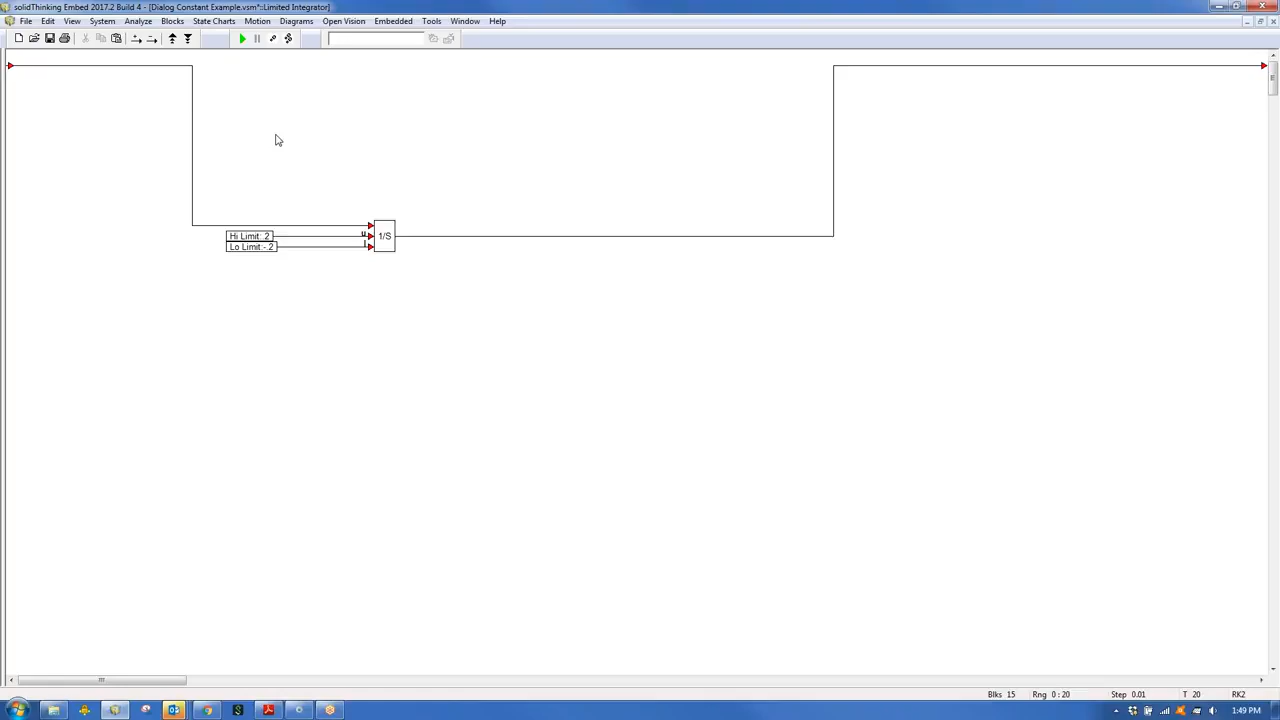 solidThinking Embed 2017.2 Build 4 - [Dialog Constant Example.vsm*::Limited Integrator]
File Edit View System Analyze Blocks State Charts Motion Diagrams Open Vision Embedded Tools Window Help
u
Hi Limit:.2
1/S
l
Lo Limit:-.2
Blks 15 Rng 0 : 20 Step 0.01 T 20 RK2
1:49 PM